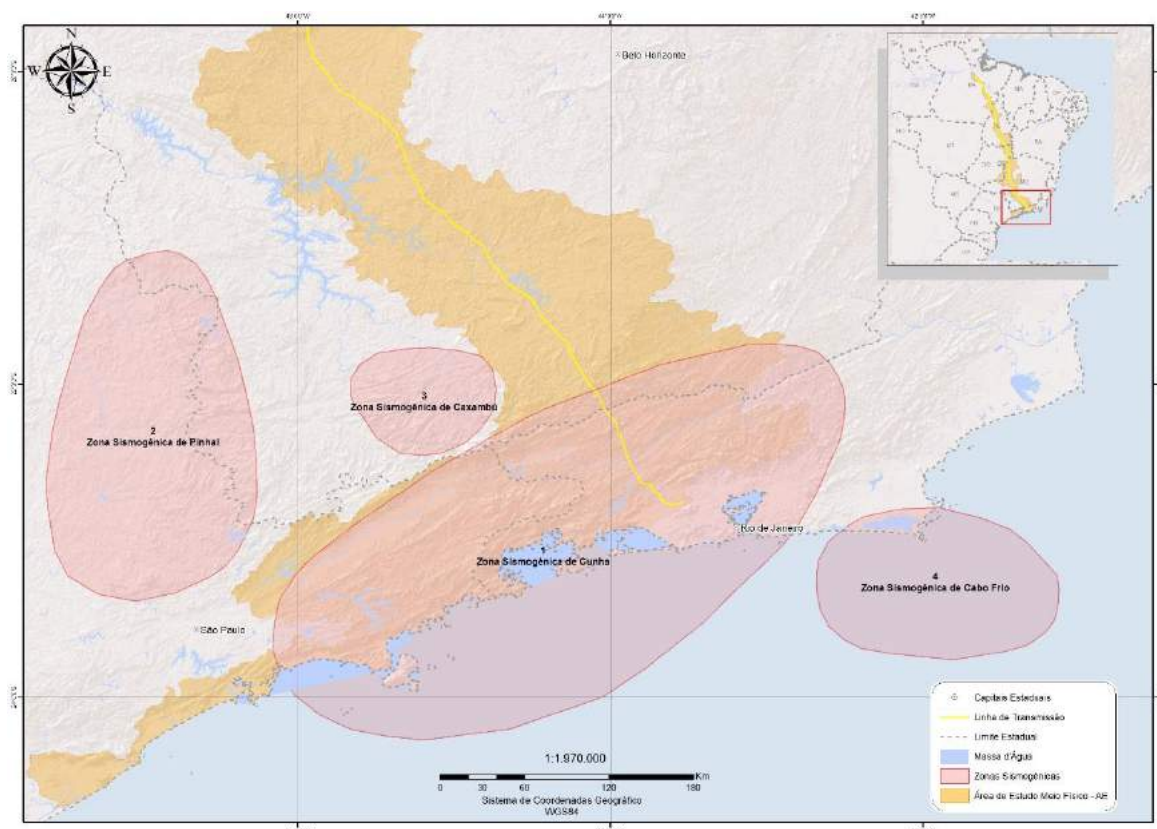 N
W E
S
Belo Horizonte
3
Zona Sismogênica de Caxambú
2
Zona Sismogênica de Pinhal
Rio de Janeiro
1
Zona Sismogênica de Cunha
4
Zona Sismogênica de Cabo Frio
São Paulo
Capitais Estaduais
Linha de Transmissão
Limite Estadual
Massa d'Água
Zonas Sismogênicas
Área de Estudo Meio Físico - AE
1:1.970.000
Km
0 30 60 120 180
Sistema de Coordenadas Geográfico
WGS84